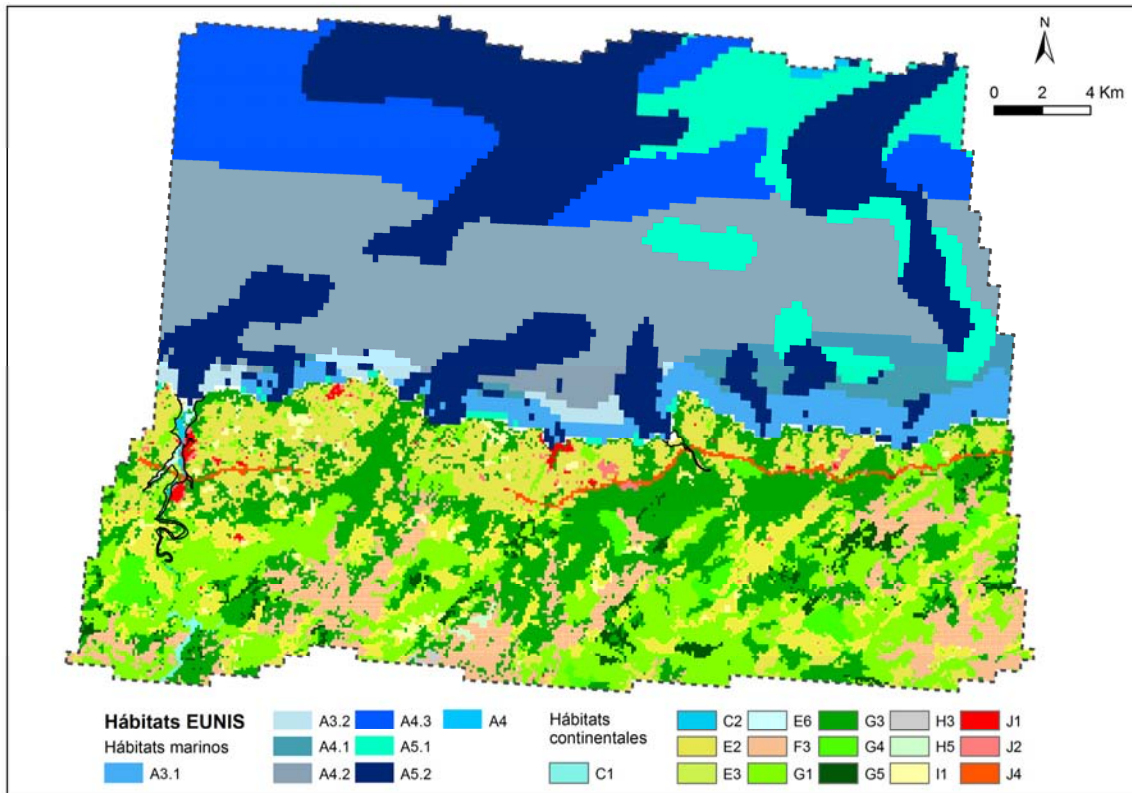 N
0 2 4 Km
Hábitats EUNIS
Hábitats marinos
A3.1
A3.2
A4.1
A4.2
A4.3
A5.1
A5.2
A4
Hábitats
continentales
C1
C2
E2
E3
E6
F3
G1
G3
G4
G5
H3
H5
I1
J1
J2
J4